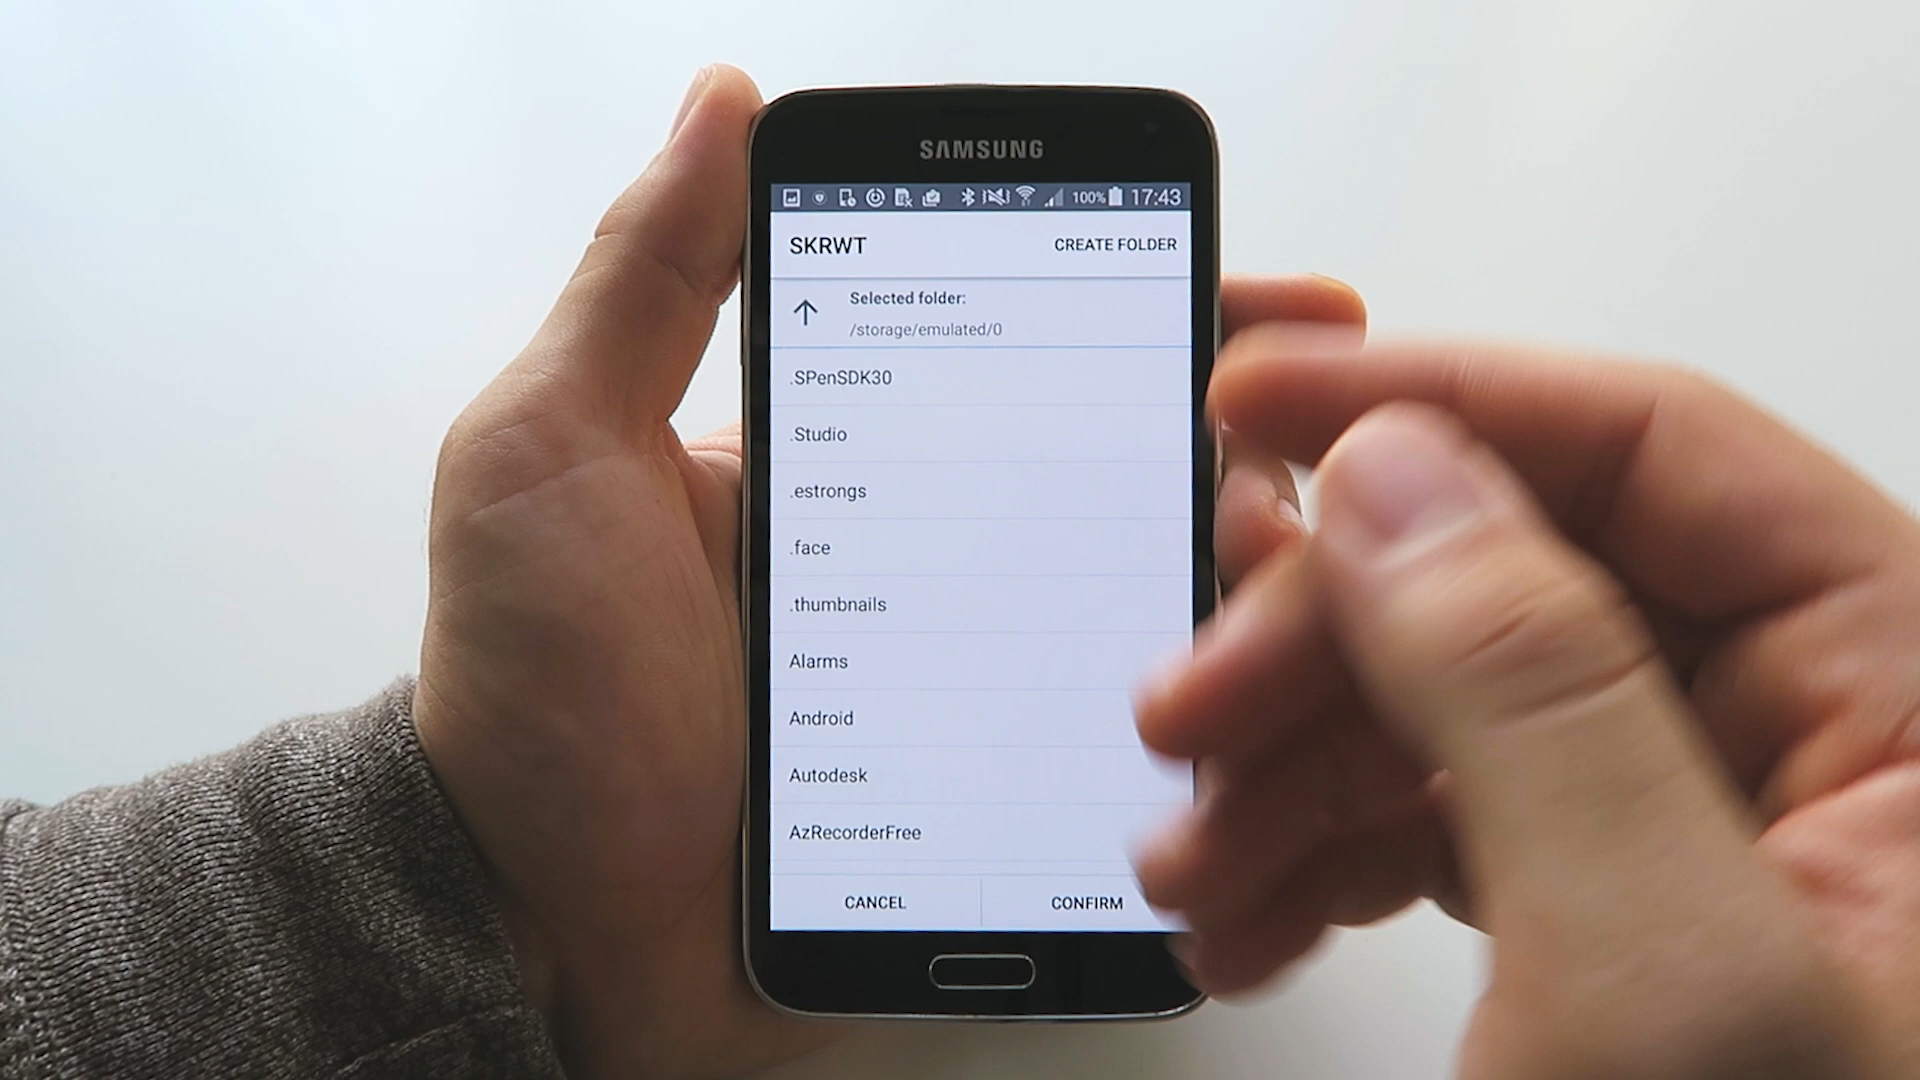 SAMSUNG
100% 17:43
SKRWT CREATE FOLDER
Selected folder:
/storage/emulated/0
.SPenSDK30
.Studio
.estrongs
.face
.thumbnails
Alarms
Android
Autodesk
AzRecorderFree
CANCEL CONFIRM